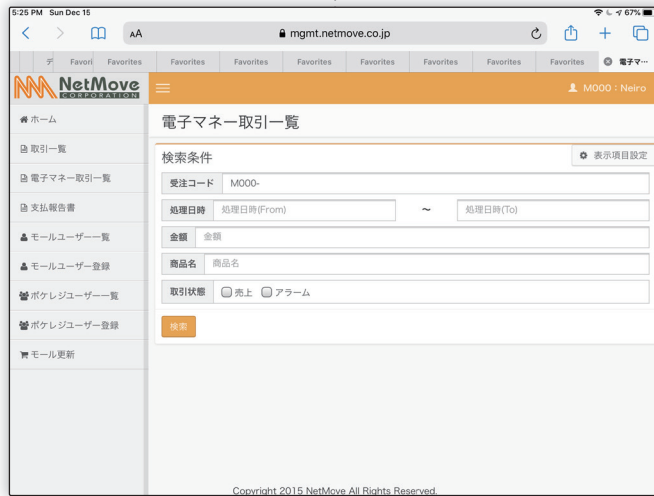 5:25 PM Sun Dec 15
67%
AA
mgmt.netmove.co.jp
デ Favori Favorites Favorites Favorites Favorites Favorites Favorites Favorites Favorites 電子マ…
NetMove
CORPORATION
M000：Neiro
ホーム
取引一覧
電子マネー取引一覧
支払報告書
モールユーザー一覧
モールユーザー登録
ポケレジユーザー一覧
ポケレジユーザー登録
モール更新
電子マネー取引一覧
検索条件
表示項目設定
受注コード M000-
処理日時 処理日時(From) ～ 処理日時(To)
金額 金額
商品名 商品名
取引状態 売上 アラーム
検索
Copyright 2015 NetMove All Rights Reserved.